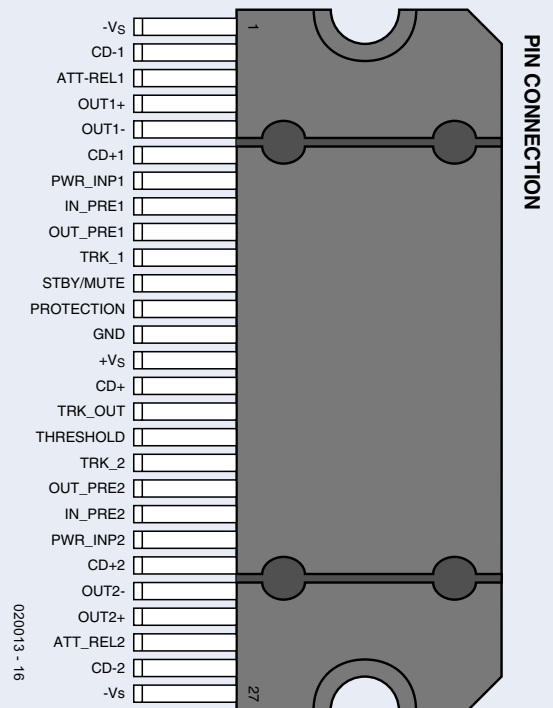 PIN CONNECTION
1
-VS
CD-1
ATT-REL1
OUT1+
OUT1-
CD+1
PWR_INP1
IN_PRE1
OUT_PRE1
TRK_1
STBY/MUTE
PROTECTION
GND
+VS
CD+
TRK_OUT
THRESHOLD
TRK_2
OUT_PRE2
IN_PRE2
PWR_INP2
CD+2
OUT2-
OUT2+
ATT_REL2
CD-2
-Vs
27
020013 - 16